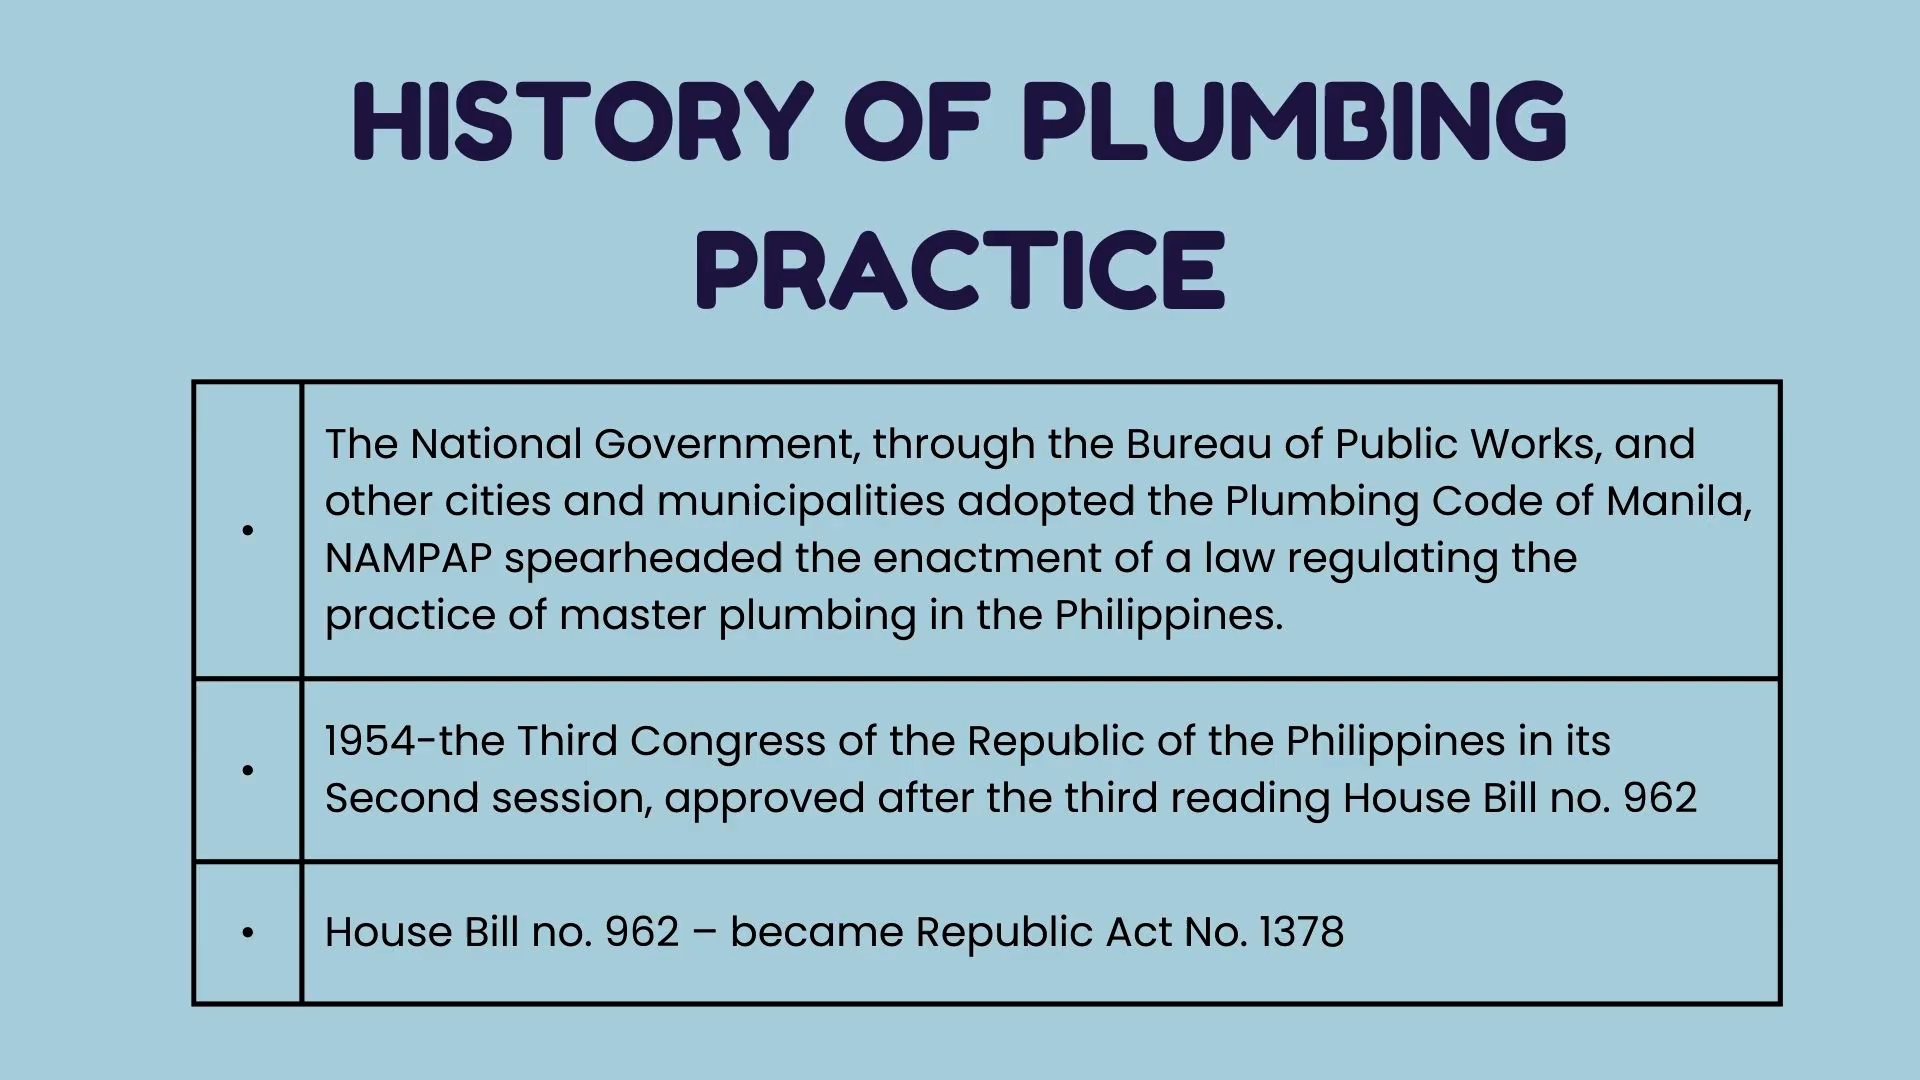 HISTORY OF PLUMBING
PRACTICE
• The National Government, through the Bureau of Public Works, and
other cities and municipalities adopted the Plumbing Code of Manila,
NAMPAP spearheaded the enactment of a law regulating the
practice of master plumbing in the Philippines.
• 1954-the Third Congress of the Republic of the Philippines in its
Second session, approved after the third reading House Bill no. 962
• House Bill no. 962 – became Republic Act No. 1378